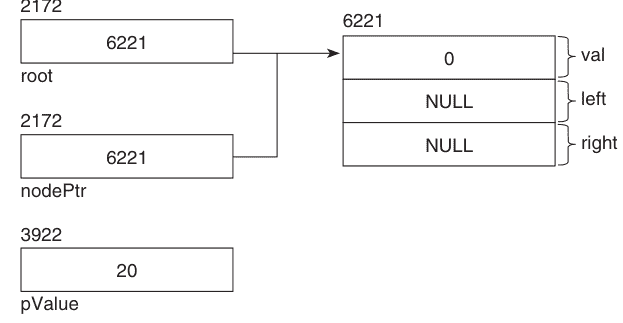 2172
6221
root
2172
6221
nodePtr
3922
20
pValue
6221
0
val
NULL
left
NULL
right